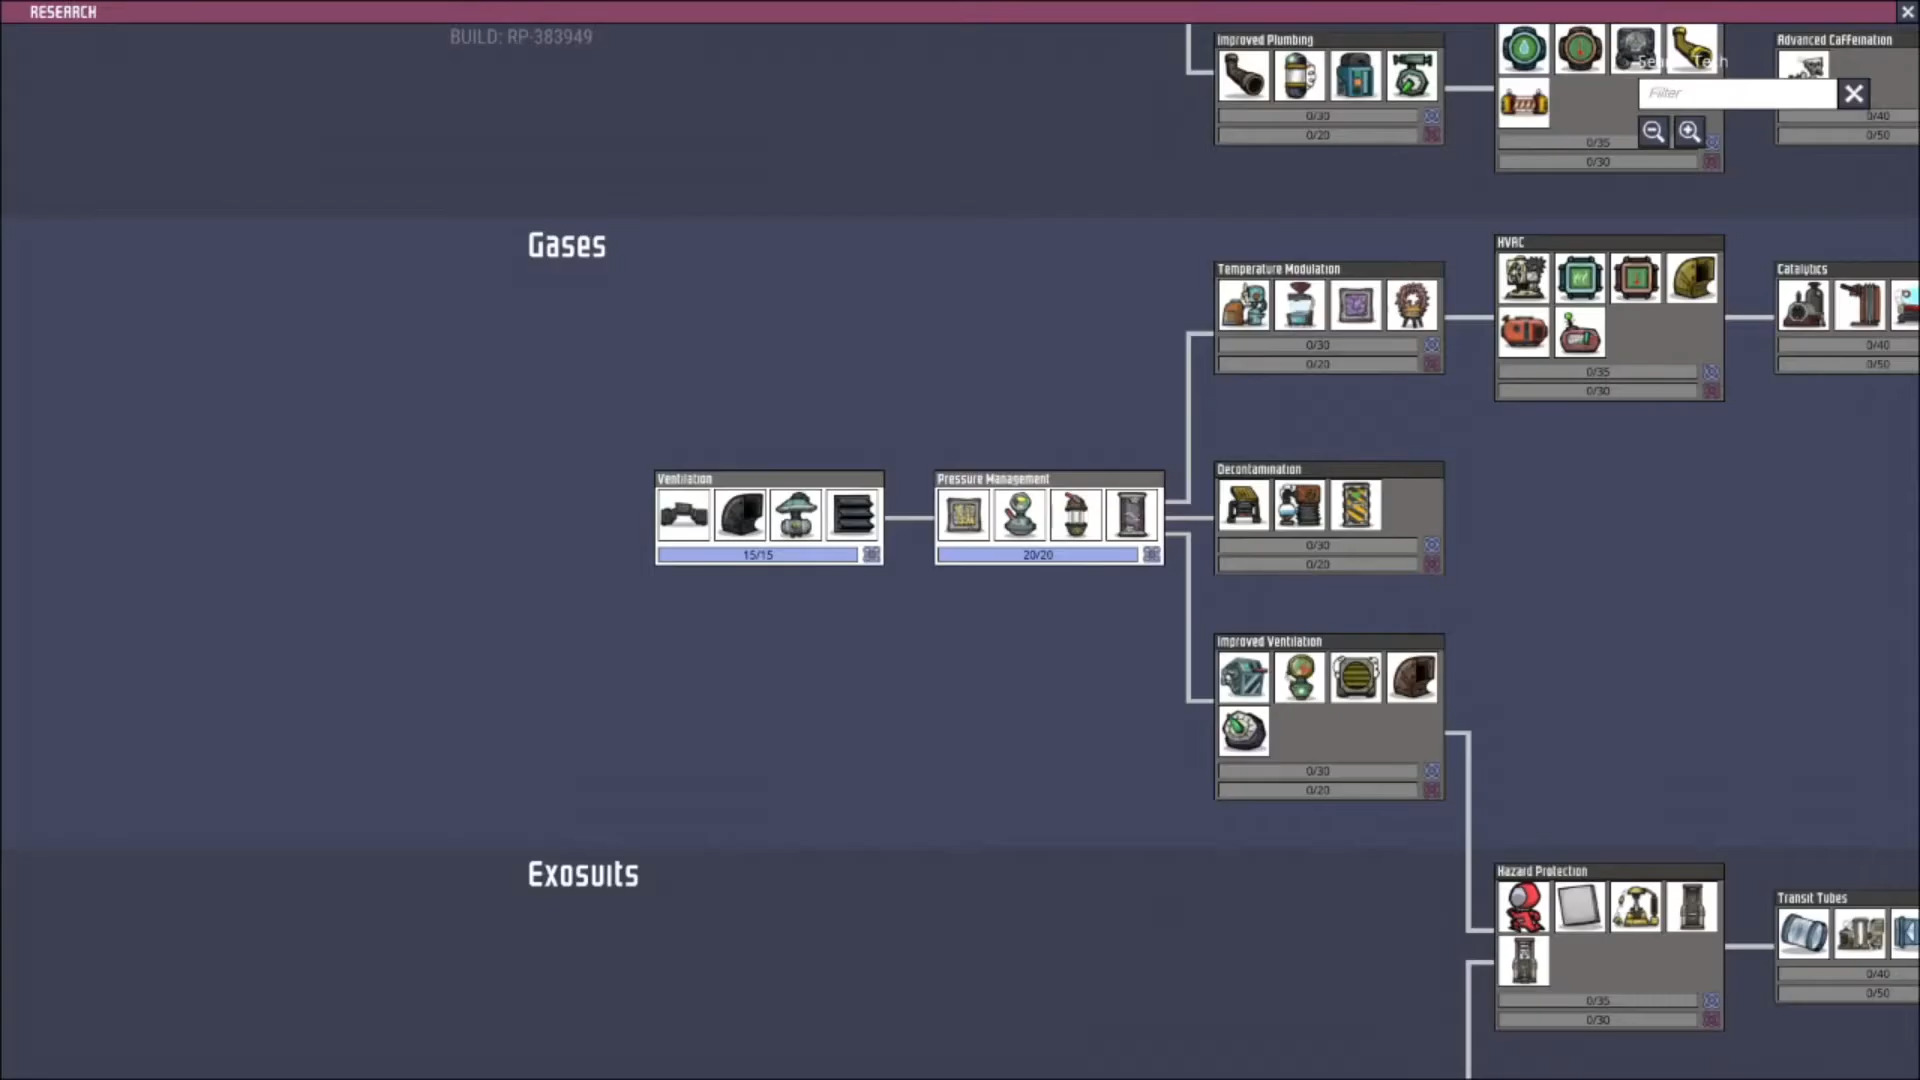 RESEARCH
BUILD: RP-383949
Improved Plumbing
0/30
0/20
0/35
0/30
Advanced Caffeination
0/40
0/50
Search Tech
Filter
Gases
Temperature Modulation
0/30
0/20
HVAC
0/35
0/30
Catalytics
0/40
0/50
Ventilation
15/15
Pressure Management
20/20
Decontamination
0/30
0/20
Improved Ventilation
0/30
0/20
Exosuits
Hazard Protection
0/35
0/30
Transit Tubes
0/40
0/50